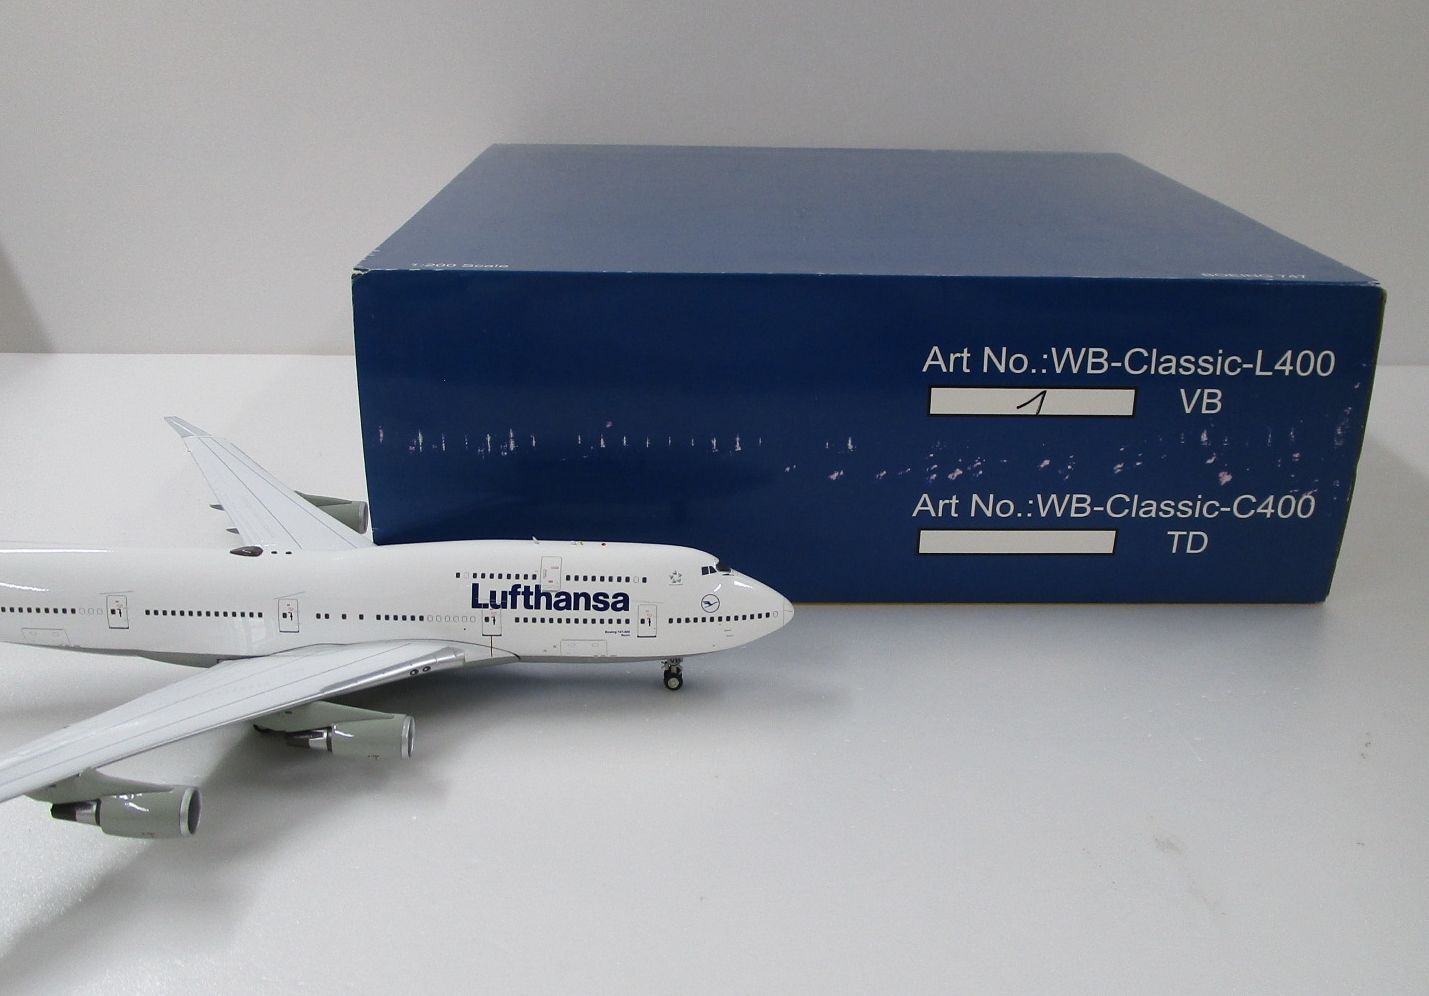 1:200 Scale
BOEING 747
Art No.:WB-Classic-L400
1 VB
Art No.:WB-Classic-C400
TD
Lufthansa